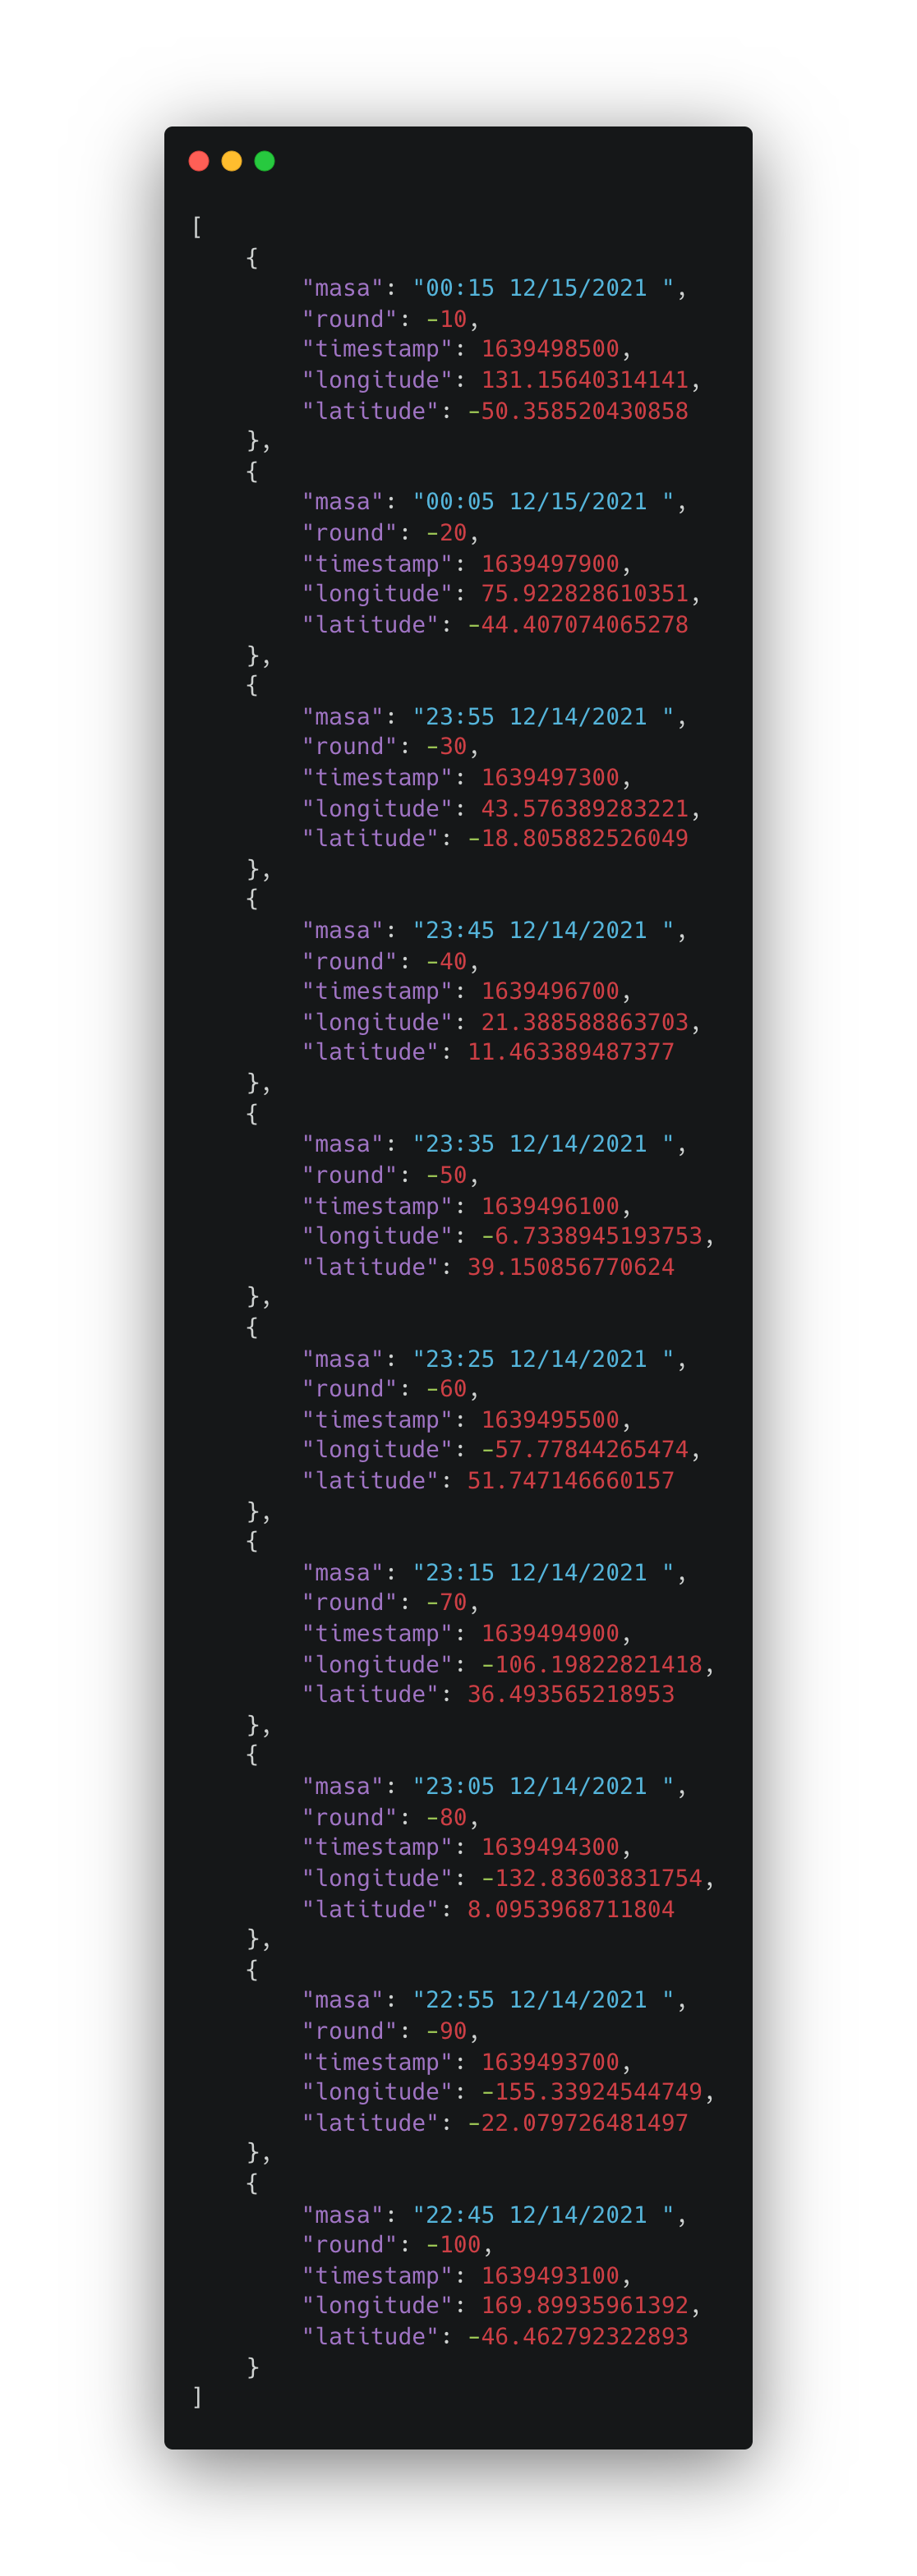 [
    {
        "masa": "00:15 12/15/2021 ",
        "round": -10,
        "timestamp": 1639498500,
        "longitude": 131.15640314141,
        "latitude": -50.358520430858
    },
    {
        "masa": "00:05 12/15/2021 ",
        "round": -20,
        "timestamp": 1639497900,
        "longitude": 75.922828610351,
        "latitude": -44.407074065278
    },
    {
        "masa": "23:55 12/14/2021 ",
        "round": -30,
        "timestamp": 1639497300,
        "longitude": 43.576389283221,
        "latitude": -18.805882526049
    },
    {
        "masa": "23:45 12/14/2021 ",
        "round": -40,
        "timestamp": 1639496700,
        "longitude": 21.388588863703,
        "latitude": 11.463389487377
    },
    {
        "masa": "23:35 12/14/2021 ",
        "round": -50,
        "timestamp": 1639496100,
        "longitude": -6.7338945193753,
        "latitude": 39.150856770624
    },
    {
        "masa": "23:25 12/14/2021 ",
        "round": -60,
        "timestamp": 1639495500,
        "longitude": -57.77844265474,
        "latitude": 51.747146660157
    },
    {
        "masa": "23:15 12/14/2021 ",
        "round": -70,
        "timestamp": 1639494900,
        "longitude": -106.19822821418,
        "latitude": 36.493565218953
    },
    {
        "masa": "23:05 12/14/2021 ",
        "round": -80,
        "timestamp": 1639494300,
        "longitude": -132.83603831754,
        "latitude": 8.0953968711804
    },
    {
        "masa": "22:55 12/14/2021 ",
        "round": -90,
        "timestamp": 1639493700,
        "longitude": -155.33924544749,
        "latitude": -22.079726481497
    },
    {
        "masa": "22:45 12/14/2021 ",
        "round": -100,
        "timestamp": 1639493100,
        "longitude": 169.89935961392,
        "latitude": -46.462792322893
    }
]